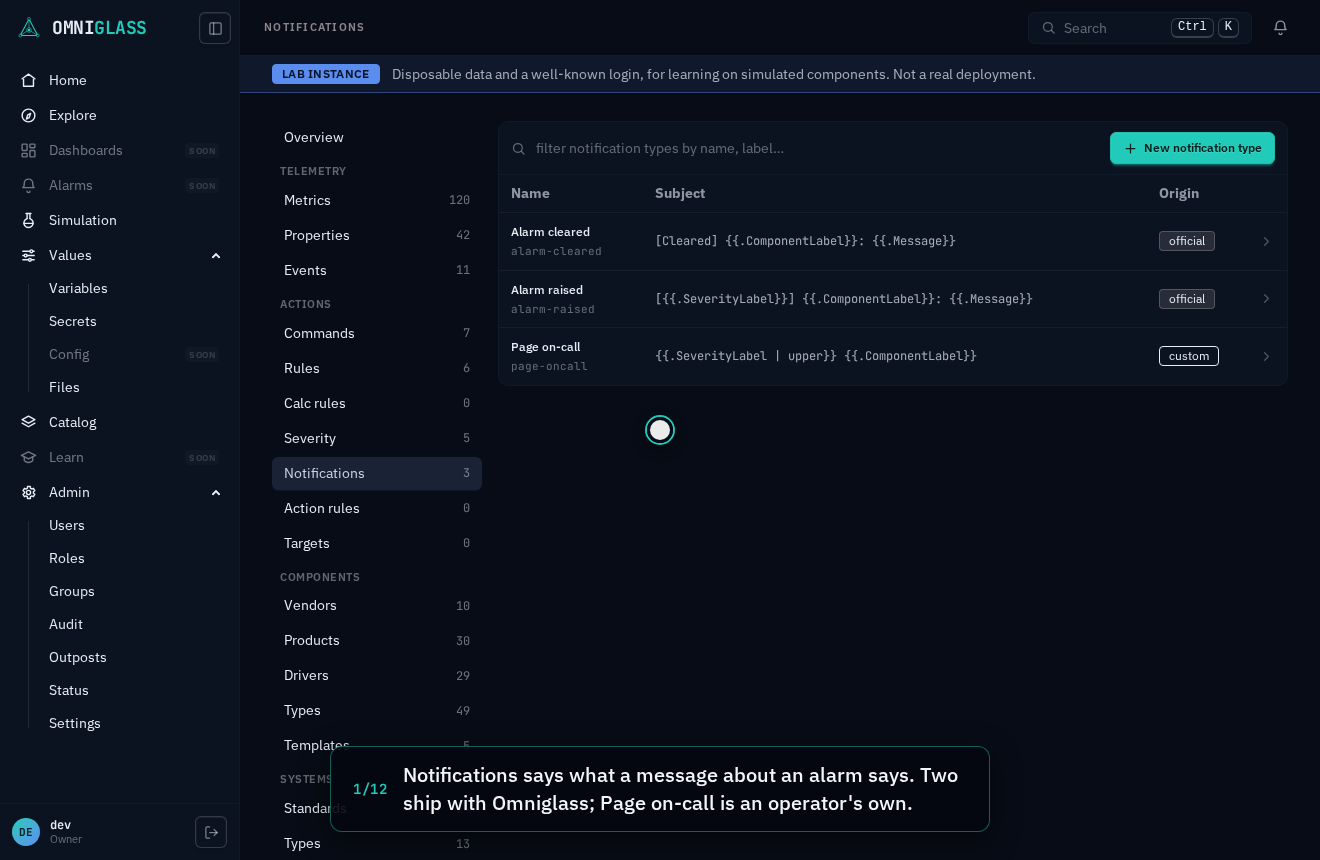 OMNIGLASS
NOTIFICATIONS
Search
Ctrl K
LAB INSTANCE Disposable data and a well-known login, for learning on simulated components. Not a real deployment.
Home
Explore
Dashboards SOON
Alarms SOON
Simulation
Values
Variables
Secrets
Config SOON
Files
Catalog
Learn SOON
Admin
Users
Roles
Groups
Audit
Outposts
Status
Settings
DE dev
Owner
Overview
TELEMETRY
Metrics 120
Properties 42
Events 11
ACTIONS
Commands 7
Rules 6
Calc rules 0
Severity 5
Notifications 3
Action rules 0
Targets 0
COMPONENTS
Vendors 10
Products 30
Drivers 29
Types 49
Templates 5
SYSTEMS
Standards
Types 13
filter notification types by name, label...
+ New notification type
Name Subject Origin
Alarm cleared
alarm-cleared
[Cleared] {{.ComponentLabel}}: {{.Message}}
official
Alarm raised
alarm-raised
[{{.SeverityLabel}}] {{.ComponentLabel}}: {{.Message}}
official
Page on-call
page-oncall
{{.SeverityLabel | upper}} {{.ComponentLabel}}
custom
1/12
Notifications says what a message about an alarm says. Two
ship with Omniglass; Page on-call is an operator's own.